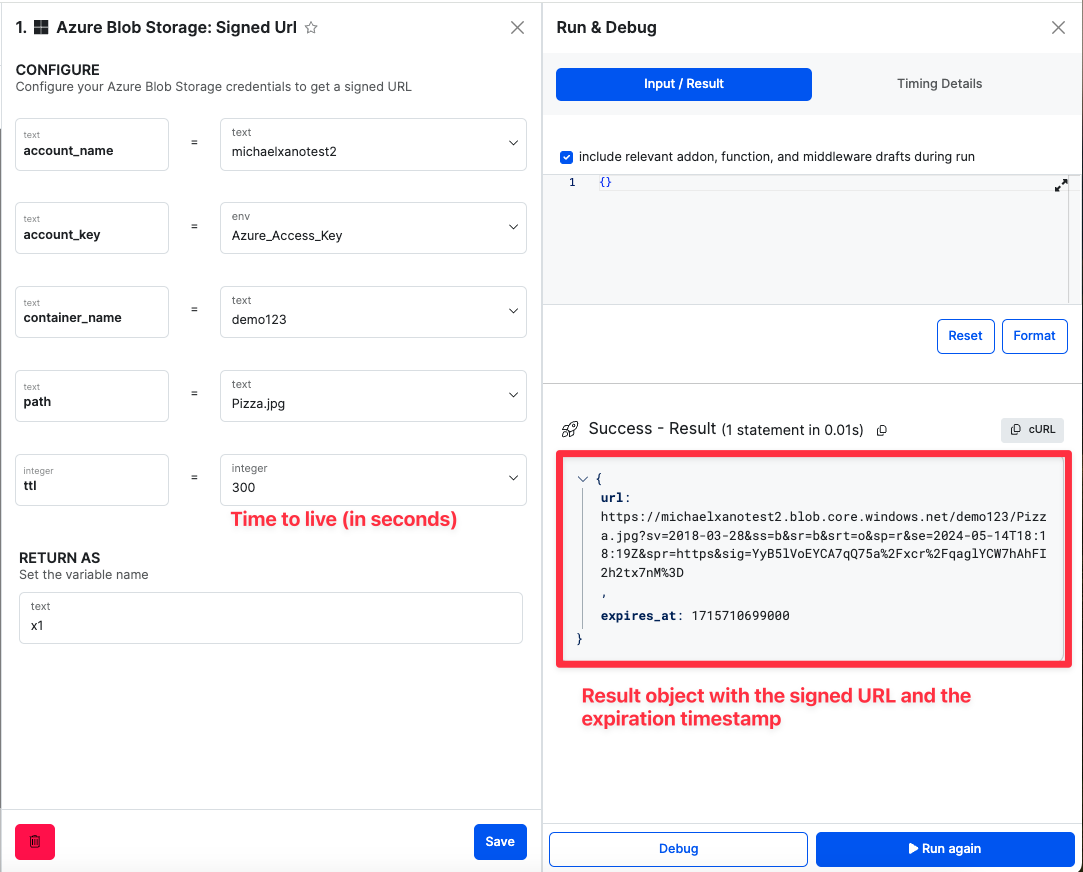 1. Azure Blob Storage: Signed Url
CONFIGURE
Configure your Azure Blob Storage credentials to get a signed URL
text
account_name
=
text
michaelxanotest2
text
account_key
=
env
Azure_Access_Key
text
container_name
=
text
demo123
text
path
=
text
Pizza.jpg
integer
ttl
=
integer
300
Time to live (in seconds)
RETURN AS
Set the variable name
text
x1
Save
Run & Debug
Input / Result
Timing Details
include relevant addon, function, and middleware drafts during run
1 {}
Reset
Format
Success - Result (1 statement in 0.01s)
cURL
{
url:
https://michaelxanotest2.blob.core.windows.net/demo123/Pizz
a.jpg?sv=2018-03-28&ss=b&sr=b&srt=o&sp=r&se=2024-05-14T18:1
8:19Z&spr=https&sig=YyB5lVoEYCA7qQ75a%2Fxcr%2FqaglYCW7hAhFI
2h2tx7nM%3D
,
expires_at: 1715710699000
}
Result object with the signed URL and the
expiration timestamp
Debug
Run again